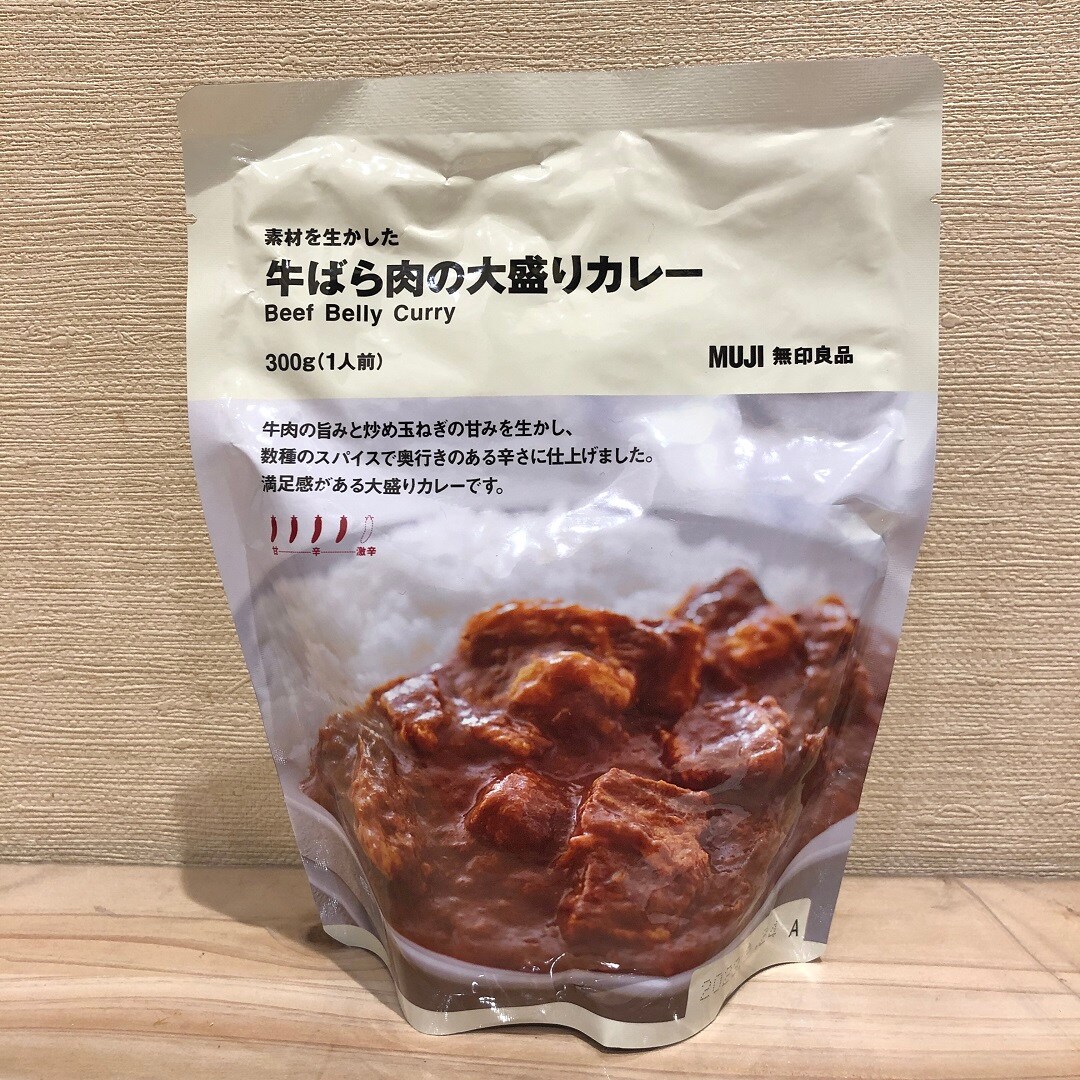 素材を生かした
牛ばら肉の大盛りカレー
Beef Belly Curry
300g(1人前)
MUJI 無印良品
牛肉の旨みと炒め玉ねぎの甘みを生かし、
数種のスパイスで奥行きのある辛さに仕上げました。
満足感がある大盛りカレーです。
甘 辛 激辛
A